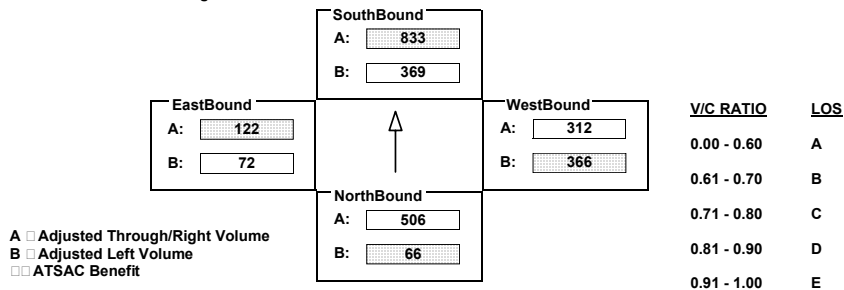 SouthBound
A: 833
B: 369
EastBound
A: 122
B: 72
WestBound
A: 312
B: 366
NorthBound
A: 506
B: 66
A □ Adjusted Through/Right Volume
B □ Adjusted Left Volume
□□ ATSAC Benefit
V/C RATIO LOS
0.00 - 0.60 A
0.61 - 0.70 B
0.71 - 0.80 C
0.81 - 0.90 D
0.91 - 1.00 E